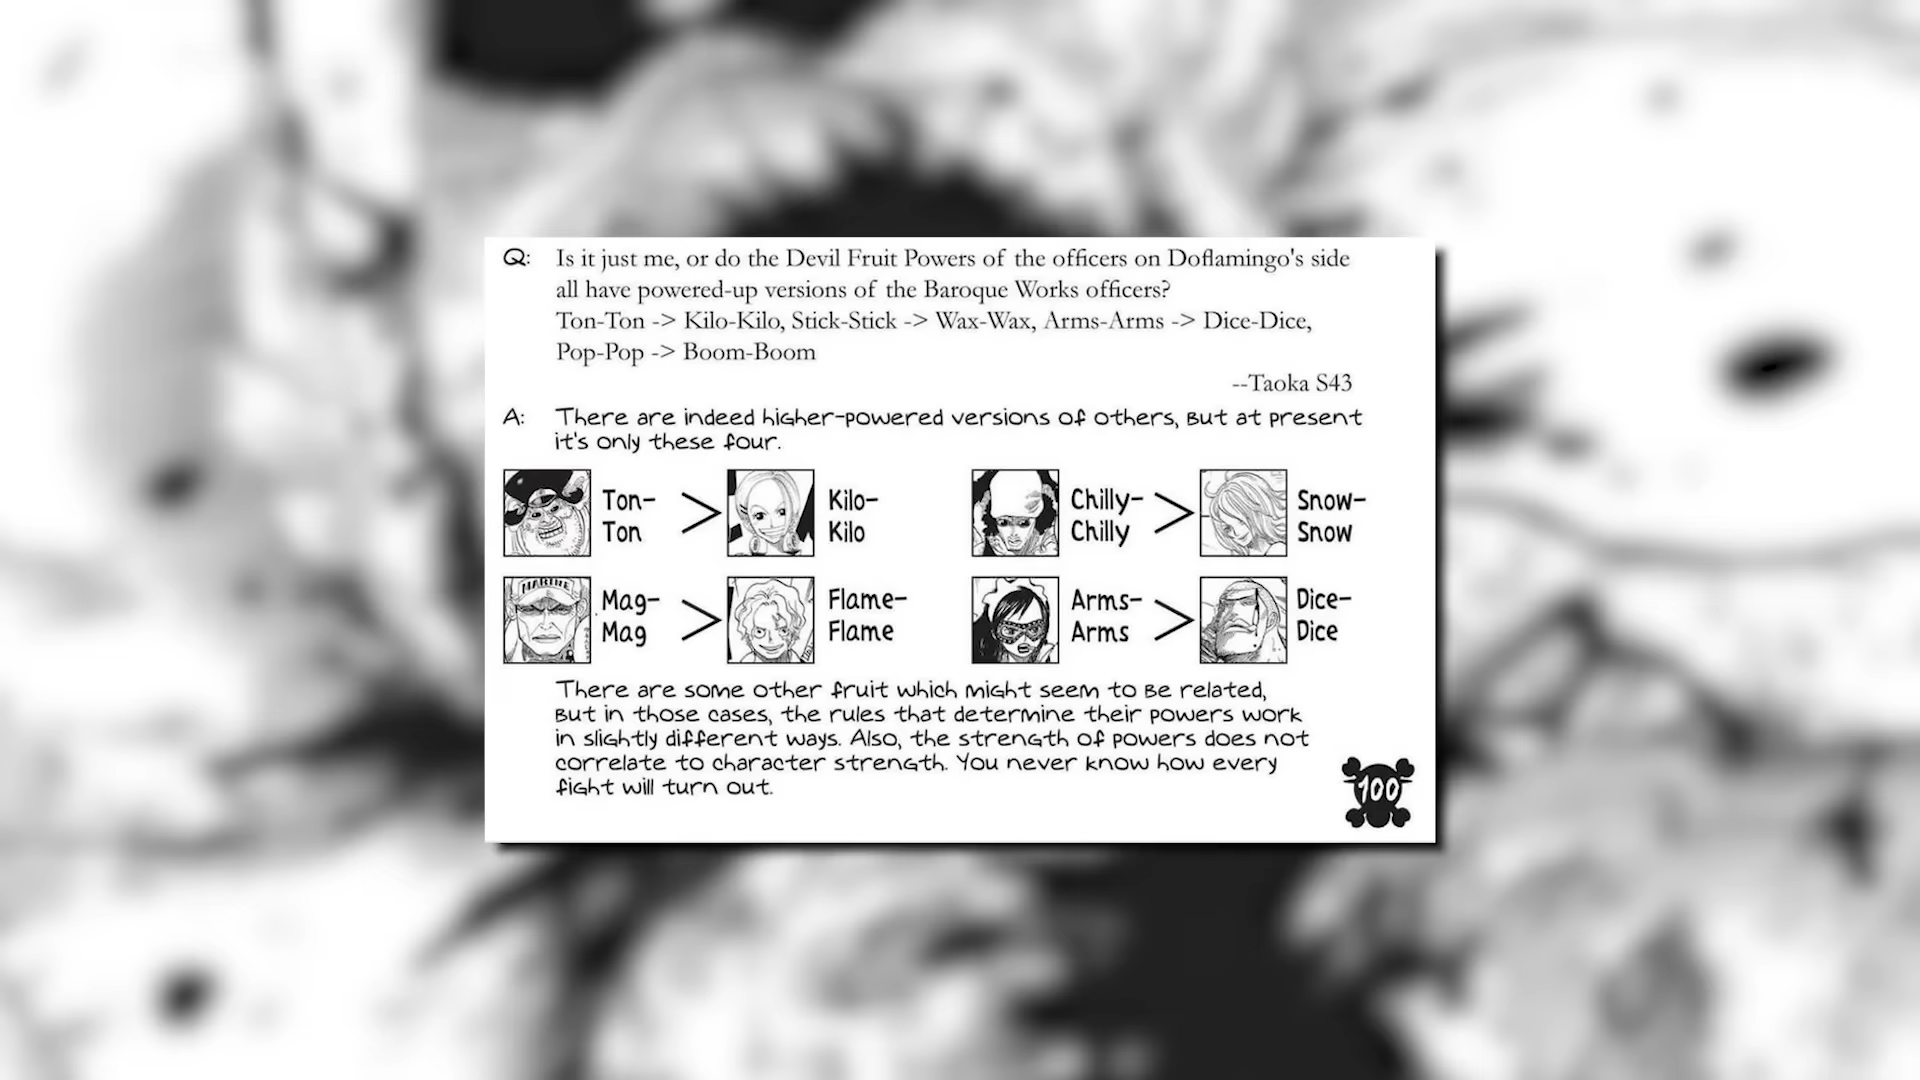 Q: Is it just me, or do the Devil Fruit Powers of the officers on Doflamingo's side
all have powered-up versions of the Baroque Works officers?
Ton-Ton -> Kilo-Kilo, Stick-Stick -> Wax-Wax, Arms-Arms -> Dice-Dice,
Pop-Pop -> Boom-Boom
--Taoka S43
A: There are indeed higher-powered versions of others, but at present
it's only these four.
Ton-
Ton
>
Kilo-
Kilo
Chilly-
Chilly
>
Snow-
Snow
MARINE
Mag-
Mag
>
Flame-
Flame
Arms-
Arms
>
Dice-
Dice
There are some other fruit which might seem to be related,
but in those cases, the rules that determine their powers work
in slightly different ways. Also, the strength of powers does not
correlate to character strength. You never know how every
fight will turn out.
100